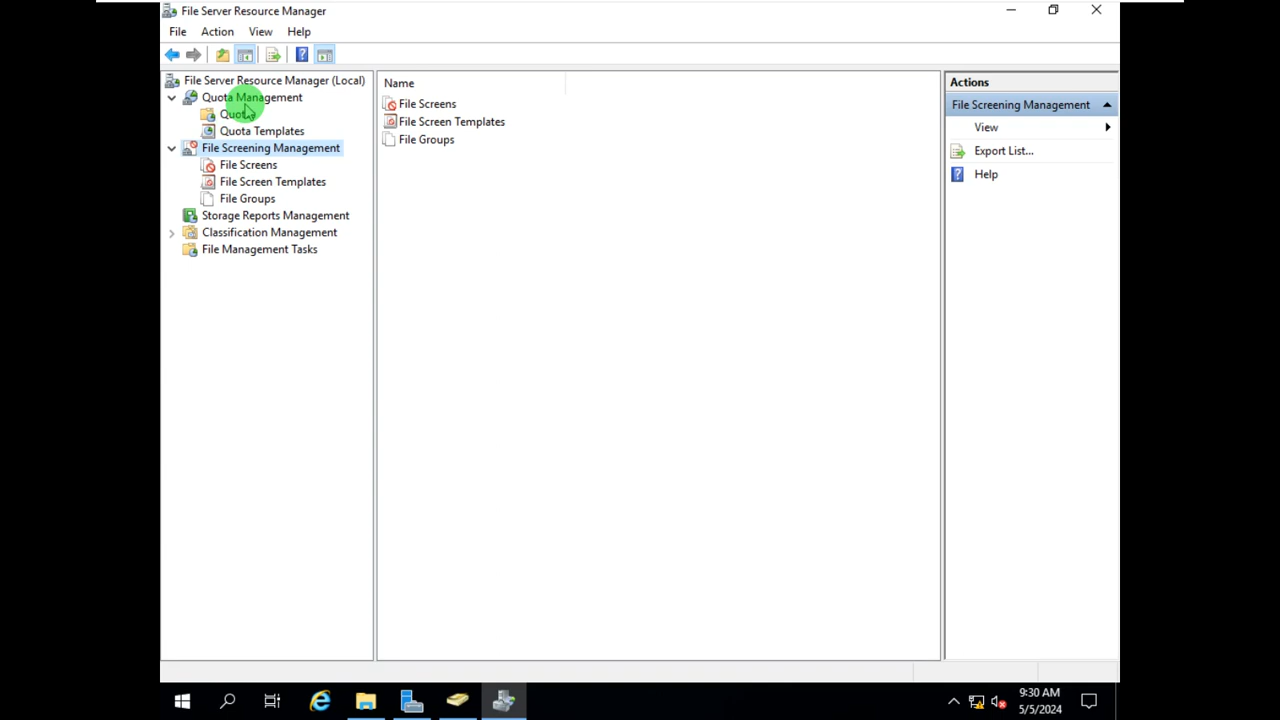 File Server Resource Manager
File Action View Help
File Server Resource Manager (Local)
Quota Management
Quota Templates
File Screening Management
File Screens
File Screen Templates
File Groups
Storage Reports Management
Classification Management
File Management Tasks
Name
File Screens
File Screen Templates
File Groups
Actions
File Screening Management
View
Export List...
Help
9:30 AM
5/5/2024